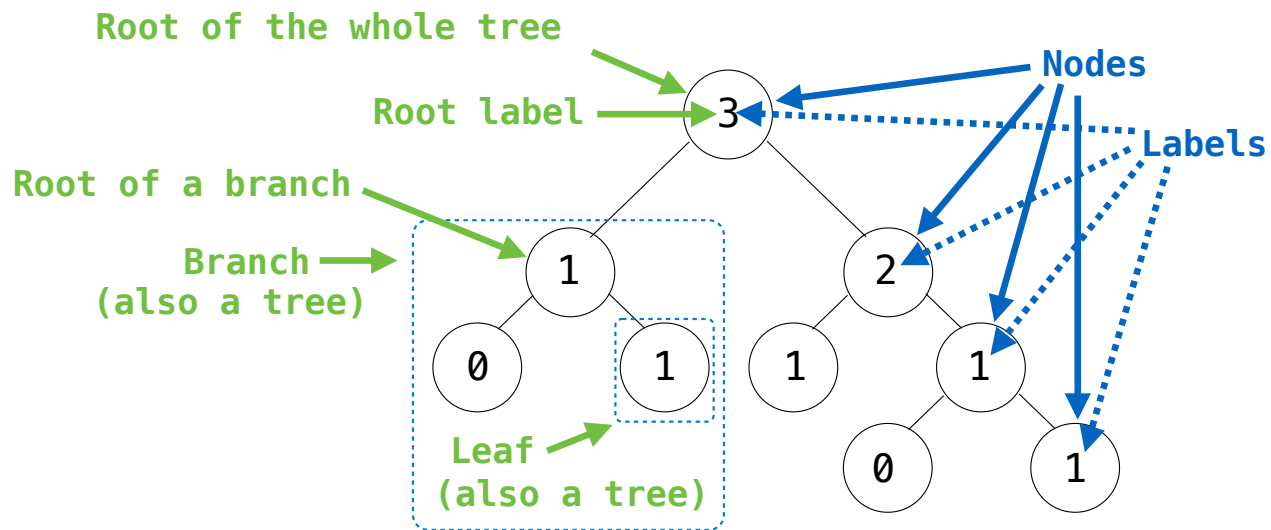 Root of the whole tree
Nodes
Root label
3
Labels
Root of a branch
Branch
(also a tree)
1
2
0
1
1
1
Leaf
(also a tree)
0
1